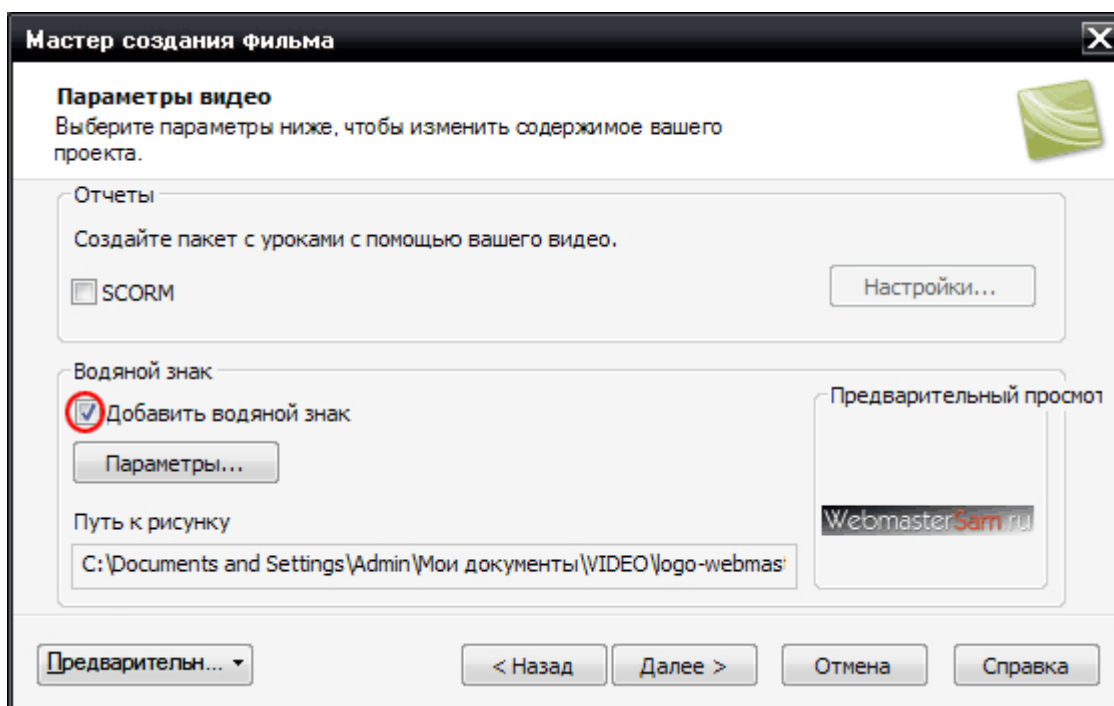 Мастер создания фильма
Параметры видео
Выберите параметры ниже, чтобы изменить содержимое вашего
проекта.
Отчеты
Создайте пакет с уроками с помощью вашего видео.
SCORM
Настройки...
Водяной знак
Добавить водяной знак
Предварительный просмот
Параметры...
WebmasterSam.ru
Путь к рисунку
C:\Documents and Settings\Admin\Мои документы\VIDEO\logo-webmast
Предварительн...
< Назад
Далее >
Отмена
Справка